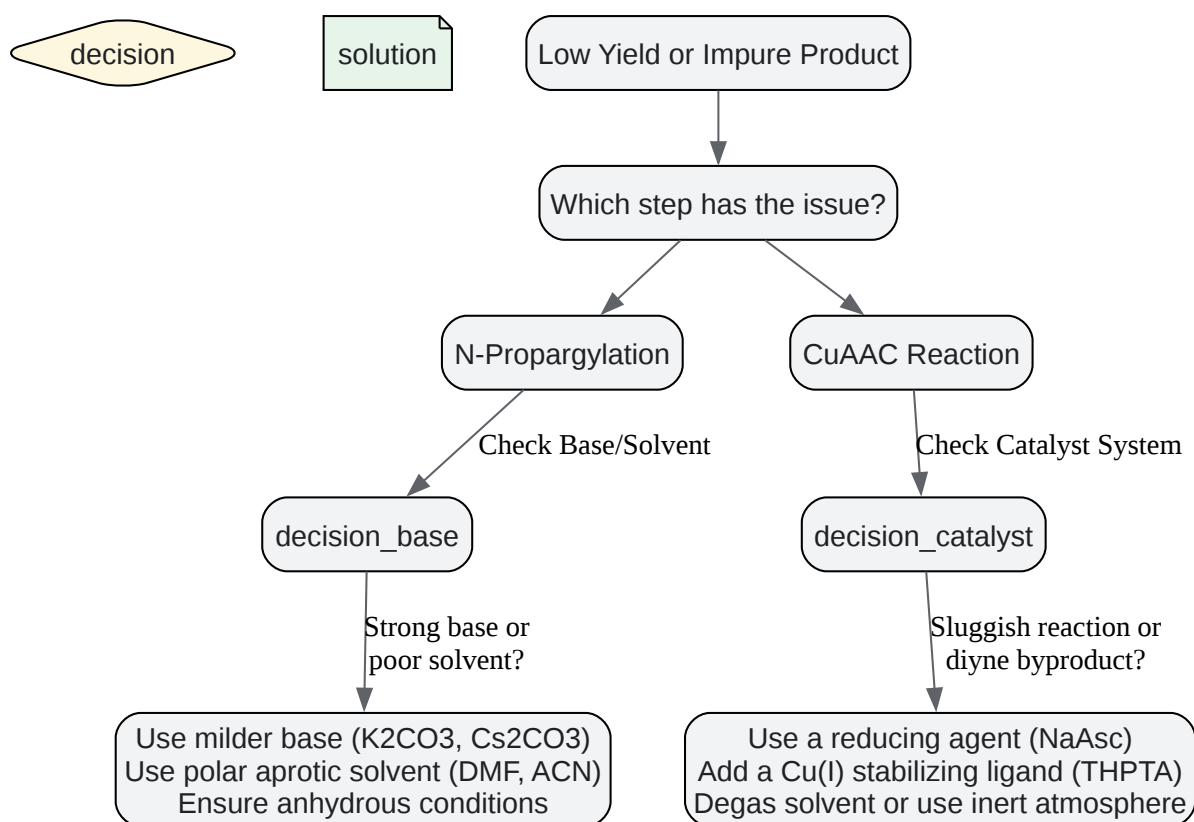 decision
solution
Low Yield or Impure Product
Which step has the issue?
N-Propargylation
CuAAC Reaction
Check Base/Solvent
Check Catalyst System
decision_base
decision_catalyst
Strong base or
poor solvent?
Sluggish reaction or
diyne byproduct?
Use milder base (K2CO3, Cs2CO3)
Use polar aprotic solvent (DMF, ACN)
Ensure anhydrous conditions
Use a reducing agent (NaAsc)
Add a Cu(I) stabilizing ligand (THPTA)
Degas solvent or use inert atmosphere